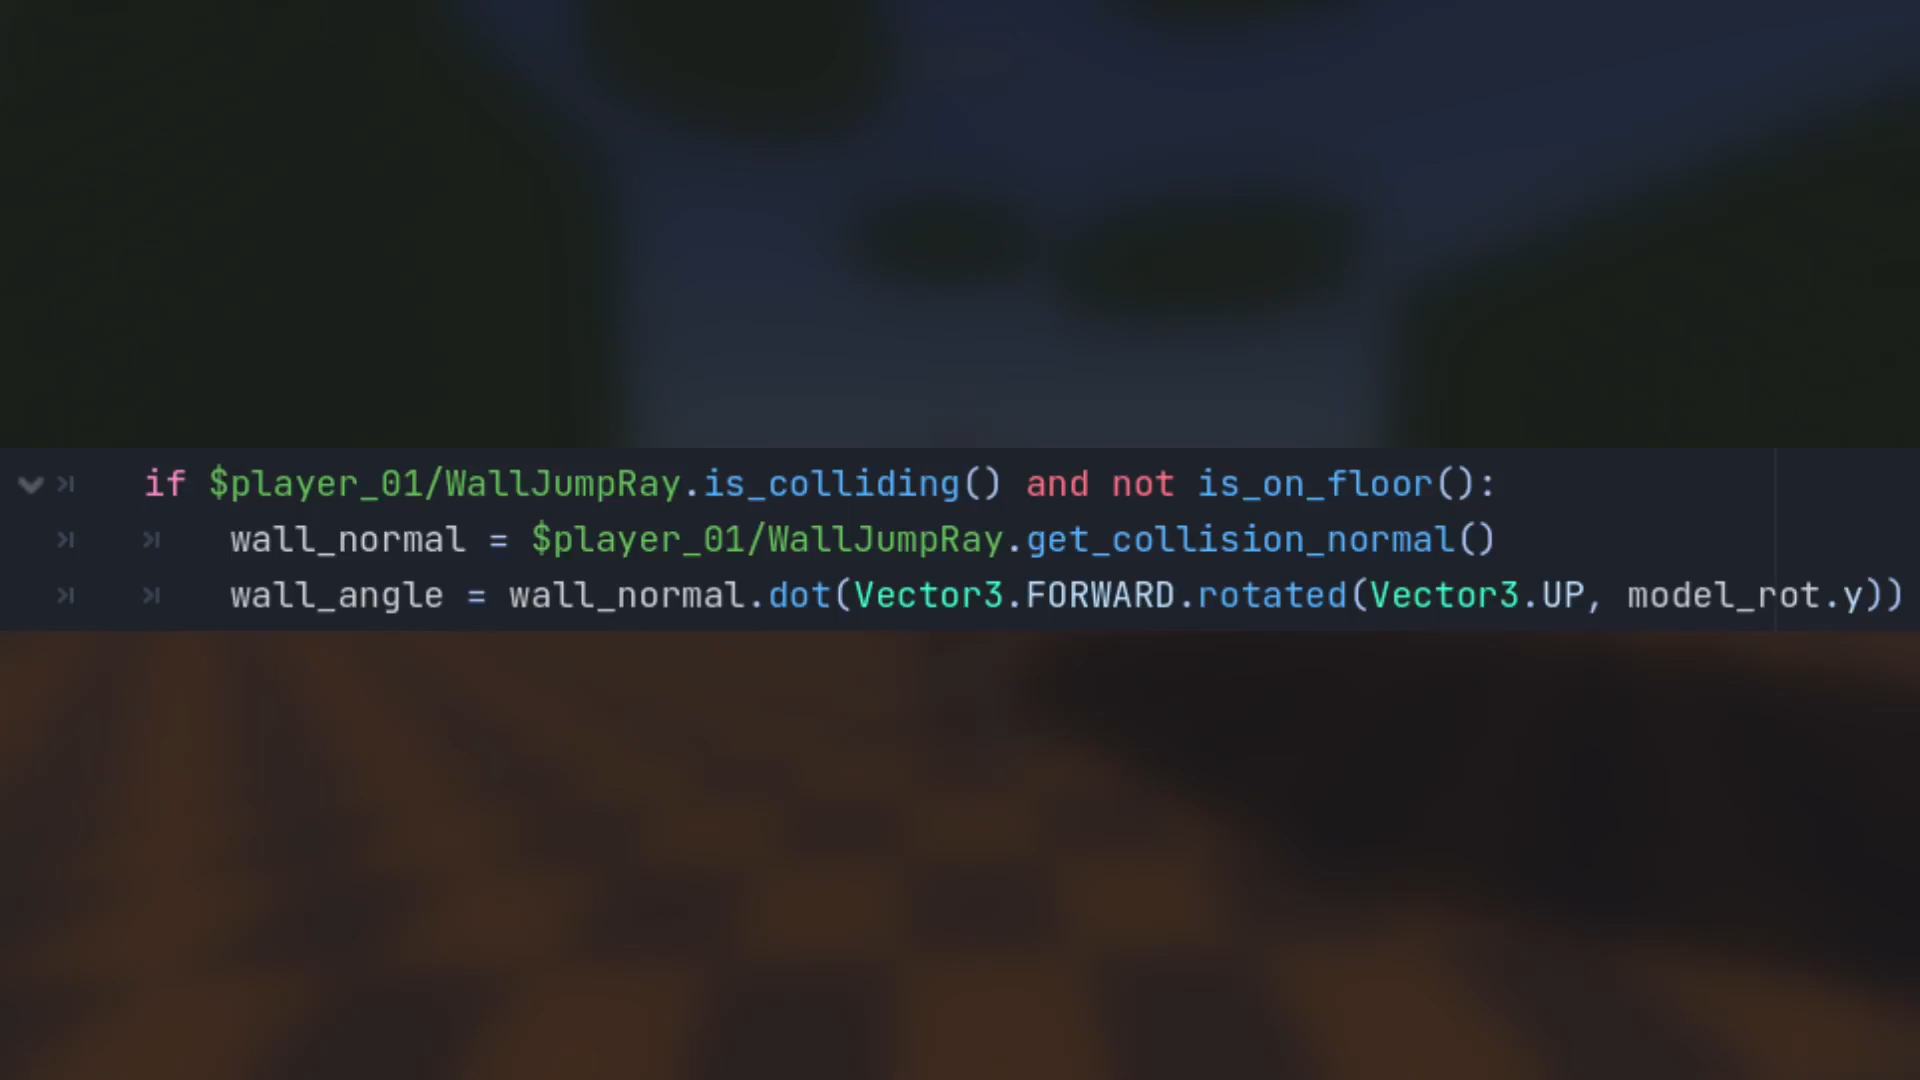 if $player_01/WallJumpRay.is_colliding() and not is_on_floor():
wall_normal = $player_01/WallJumpRay.get_collision_normal()
wall_angle = wall_normal.dot(Vector3.FORWARD.rotated(Vector3.UP, model_rot.y))